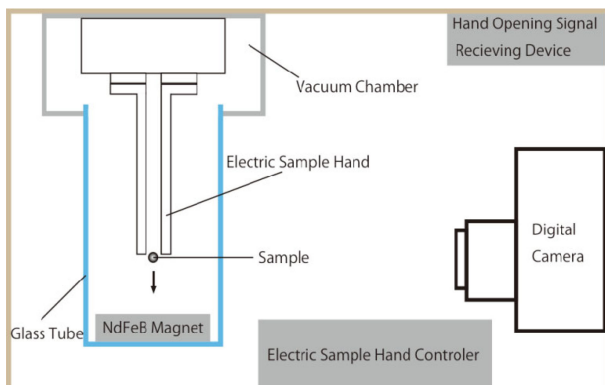 Hand Opening Signal
Recieving Device
Vacuum Chamber
Electric Sample Hand
Digital
Camera
Sample
NdFeB Magnet
Glass Tube
Electric Sample Hand Controler